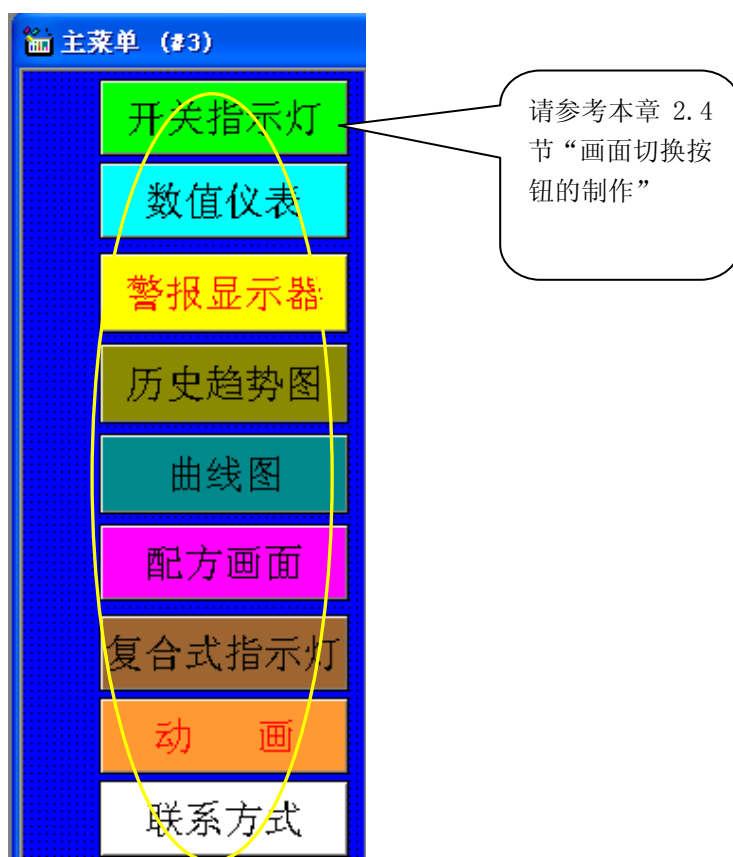 主菜单 (#3)
开关指示灯
数值仪表
警报显示器
历史趋势图
曲线图
配方画面
复合式指示灯
动 画
联系方式
请参考本章 2.4
节“画面切换按
钮的制作”